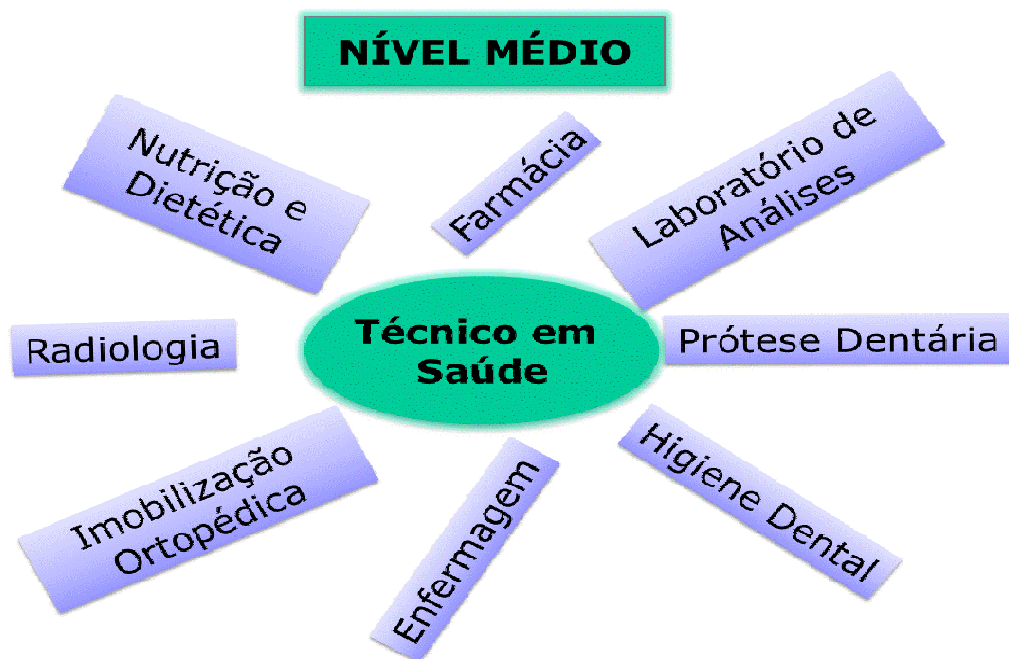 NÍVEL MÉDIO
Nutrição e
Dietética
Farmácia
Laboratório de
Análises
Radiologia
Técnico em
Saúde
Prótese Dentária
Imobilização
Ortopédica
Enfermagem
Higiene Dental